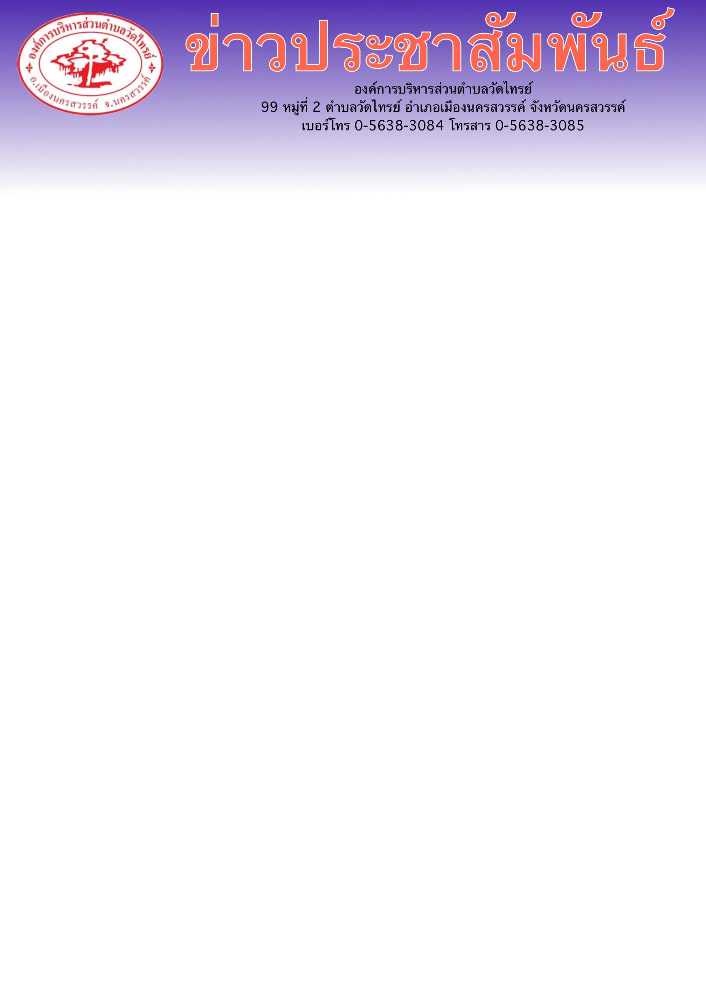 องค์การบริหารส่วนตำบลวัดไทรย์
อ.เมืองนครสวรรค์ จ.นครสวรรค์
ข่าวประชาสัมพันธ์
องค์การบริหารส่วนตำบลวัดไทรย์
99 หมู่ที่ 2 ตำบลวัดไทรย์ อำเภอเมืองนครสวรรค์ จังหวัดนครสวรรค์
เบอร์โทร 0-5638-3084 โทรสาร 0-5638-3085